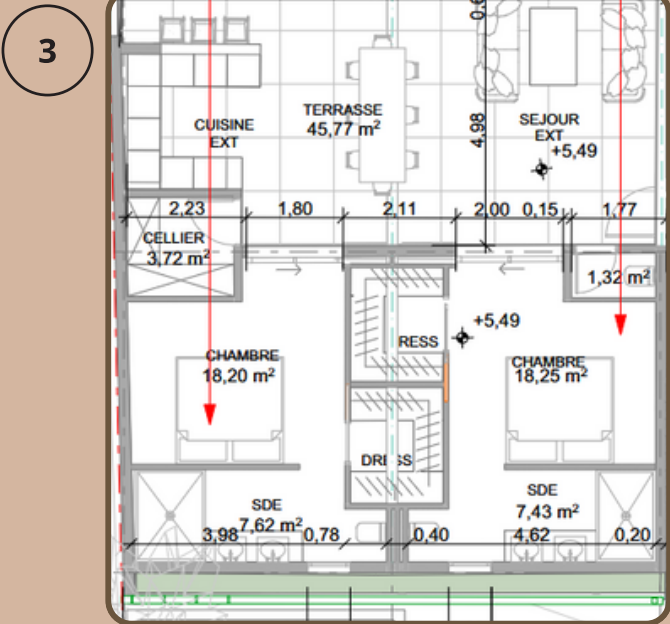 3
0,6
TERRASSE
45,77 m²
CUISINE
EXT
SEJOUR
EXT
4,98
+5,49
2,23 1,80 2,11 2,00 0,15 1,77
CELLIER
3,72 m²
1,32 m²
+5,49
RESS
CHAMBRE
18,20 m²
CHAMBRE
18,25 m²
DRESS
SDE
7,62 m²
SDE
7,43 m²
3,98 0,78 0,40 4,62 0,20